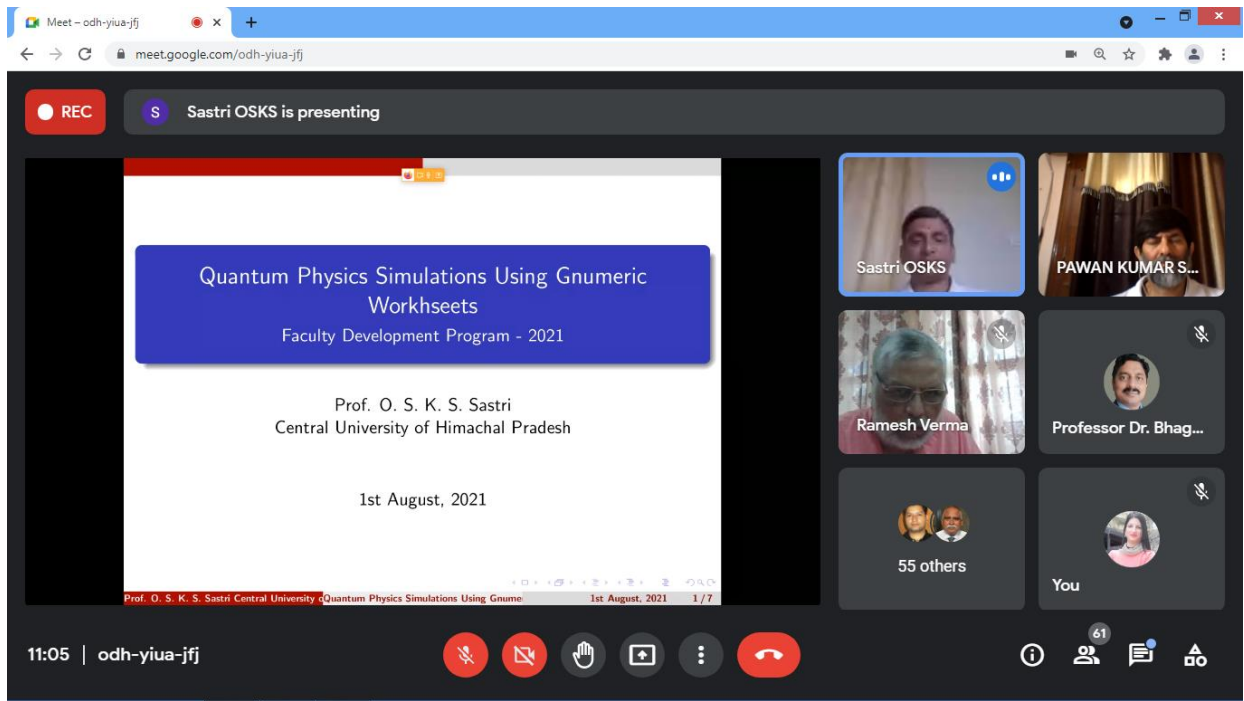 Meet – odh-yiua-jfj
meet.google.com/odh-yiua-jfj
REC
S
Sastri OSKS is presenting
Quantum Physics Simulations Using Gnumeric
Workhseets
Faculty Development Program - 2021
Prof. O. S. K. S. Sastri
Central University of Himachal Pradesh
1st August, 2021
Prof. O. S. K. S. Sastri Central University o
Quantum Physics Simulations Using Gnume
1st August, 2021
1 / 7
Sastri OSKS
PAWAN KUMAR S...
Ramesh Verma
Professor Dr. Bhag...
55 others
You
11:05 | odh-yiua-jfj
61